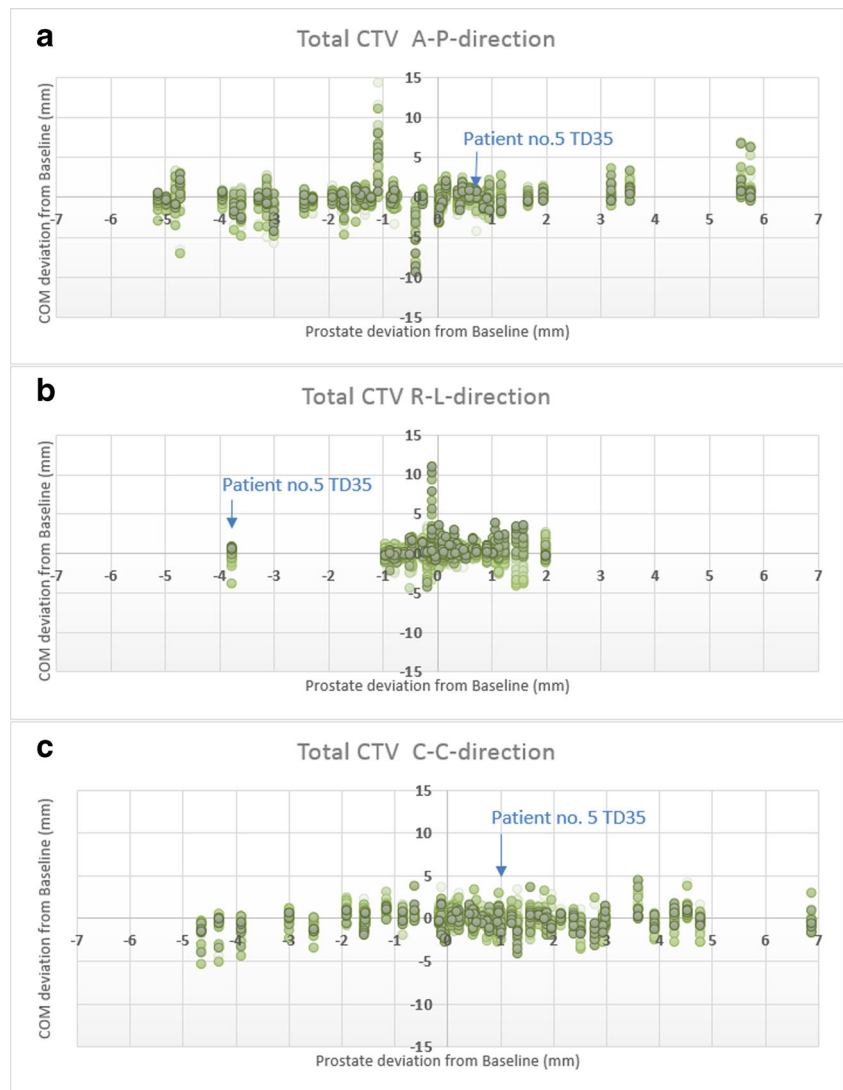 a
Total CTV A-P-direction
COM deviation from Baseline (mm)
15
10
5
0
-5
-10
-15
-7 -6 -5 -4 -3 -2 -1 0 1 2 3 4 5 6 7
Patient no.5 TD35
Prostate deviation from Baseline (mm)
b
Total CTV R-L-direction
COM deviation from Baseline (mm)
15
10
5
0
-5
-10
-15
-7 -6 -5 -4 -3 -2 -1 0 1 2 3 4 5 6 7
Patient no.5 TD35
Prostate deviation from Baseline (mm)
c
Total CTV C-C-direction
COM deviation from Baseline (mm)
15
10
5
0
-5
-10
-15
-7 -6 -5 -4 -3 -2 -1 0 1 2 3 4 5 6 7
Patient no. 5 TD35
Prostate deviation from Baseline (mm)